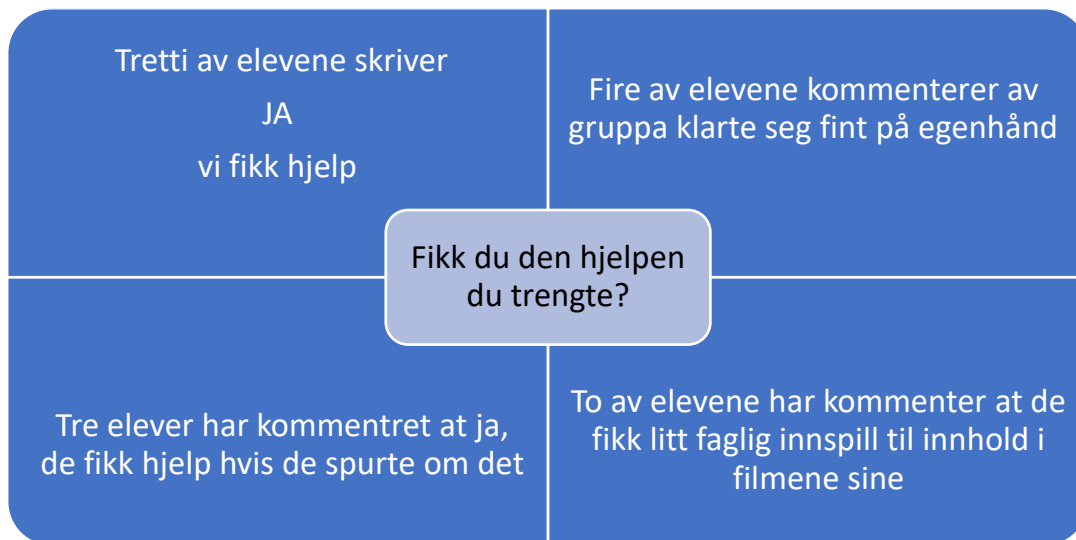 Tretti av elevene skriver
JA
vi fikk hjelp
Fire av elevene kommenterer av
gruppa klarte seg fint på egenhånd
Fikk du den hjelpen
du trengte?
Tre elever har kommentret at ja,
de fikk hjelp hvis de spurte om det
To av elevene har kommenter at de
fikk litt faglig innspill til innhold i
filmene sine